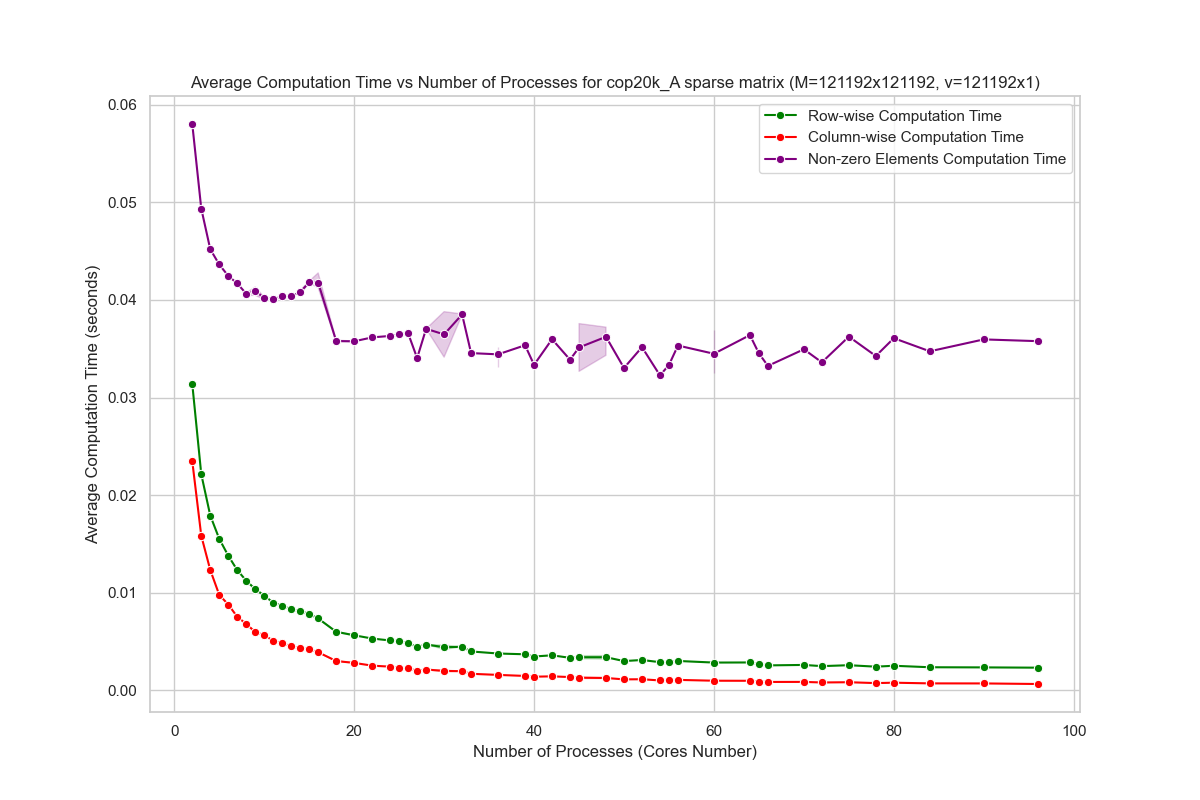 Average Computation Time vs Number of Processes for cop20k_A sparse matrix (M=121192x121192, v=121192x1)
Row-wise Computation Time
Column-wise Computation Time
Non-zero Elements Computation Time
Average Computation Time (seconds)
0.06
0.05
0.04
0.03
0.02
0.01
0.00
0 20 40 60 80 100
Number of Processes (Cores Number)